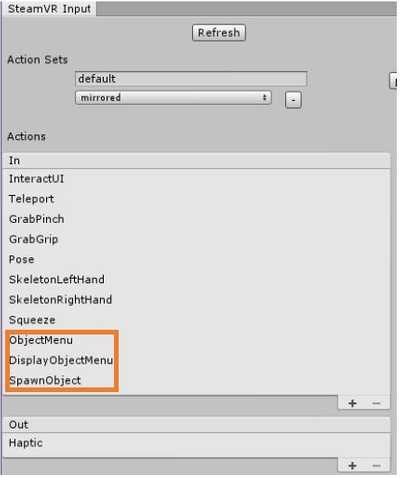 SteamVR Input
Refresh
Action Sets
default
mirrored
-
Actions
In
InteractUI
Teleport
GrabPinch
GrabGrip
Pose
SkeletonLeftHand
SkeletonRightHand
Squeeze
ObjectMenu
DisplayObjectMenu
SpawnObject
+ -
Out
Haptic
+ -